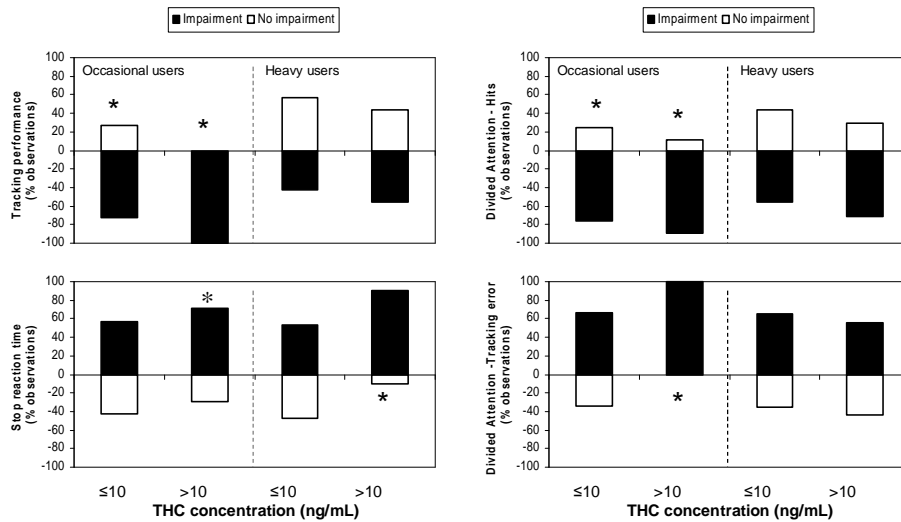 Impairment No impairment
Impairment No impairment
Tracking performance
(% observations)
100
80
60
40
20
0
-20
-40
-60
-80
-100
Occasional users
Heavy users
*
*
Divided Attention - Hits
(% observations)
100
80
60
40
20
0
-20
-40
-60
-80
-100
Occasional users
Heavy users
*
*
Stop reaction time
(% observations)
100
80
60
40
20
0
-20
-40
-60
-80
-100
*
*
≤10 >10 ≤10 >10
THC concentration (ng/mL)
Divided Attention -Tracking error
(% observations)
100
80
60
40
20
0
-20
-40
-60
-80
-100
*
≤10 >10 ≤10 >10
THC concentration (ng/mL)